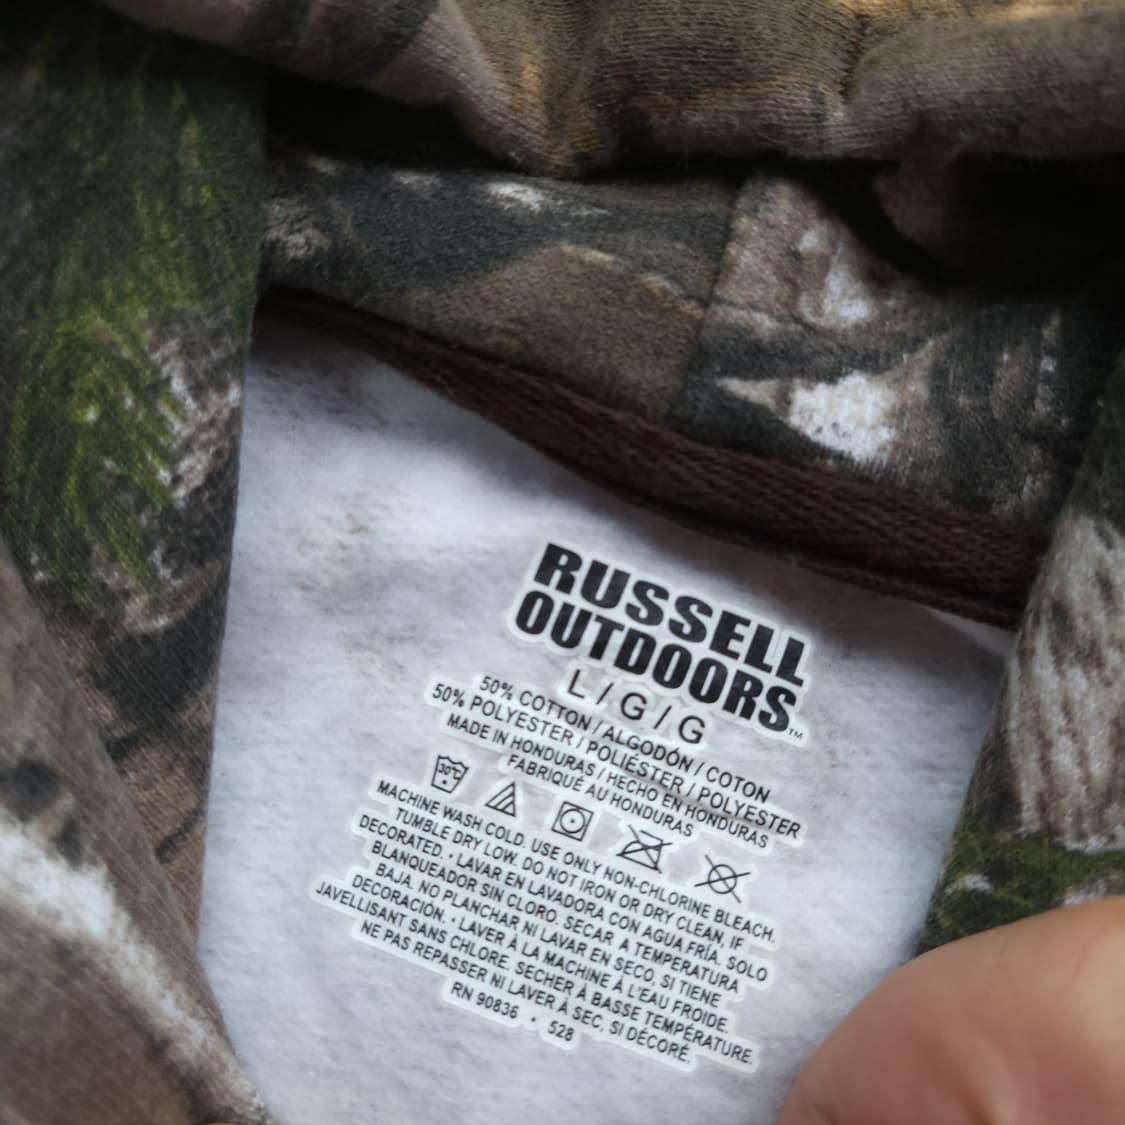 RUSSELL
OUTDOORS™
L / G / G
50% COTTON / ALGODÓN / COTON
50% POLYESTER / POLIÉSTER / POLYESTER
MADE IN HONDURAS / HECHO EN HONDURAS
FABRIQUÉ AU HONDURAS
30°C
MACHINE WASH COLD. USE ONLY NON-CHLORINE BLEACH.
TUMBLE DRY LOW. DO NOT IRON OR DRY CLEAN, IF
DECORATED. • LAVAR EN LAVADORA CON AGUA FRÍA, SOLO
BLANQUEADOR SIN CLORO. SECAR A TEMPERATURA
BAJA. NO PLANCHAR NI LAVAR EN SECO, SI TIENE
DECORACIÓN. • LAVER À LA MACHINE À L'EAU FROIDE.
JAVELLISANT SANS CHLORE. SECHER À BASSE TEMPÉRATURE.
NE PAS REPASSER NI LAVER À SEC, SI DÉCORÉ.
RN 90836 • 528